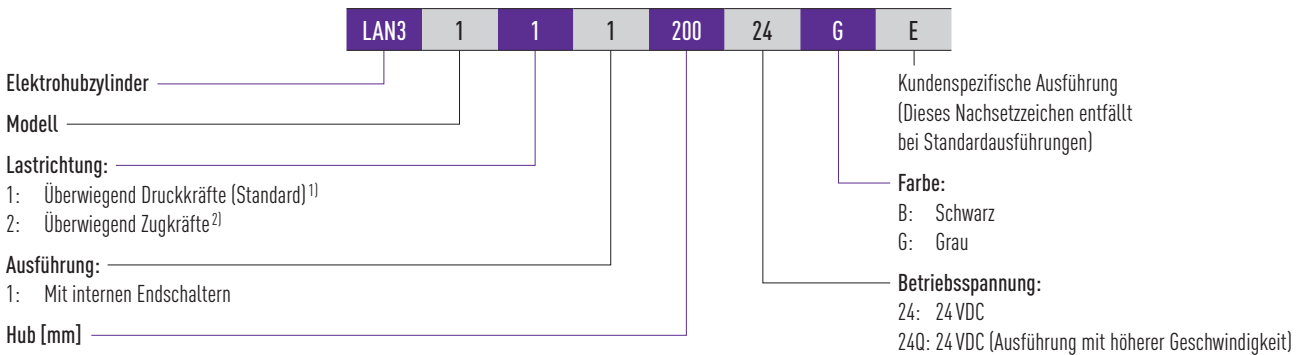 LAN3 1 1 1 200 24 G E
Elektrohubzylinder
Modell
Lastrichtung:
1: Überwiegend Druckkräfte (Standard) 1)
2: Überwiegend Zugkräfte 2)
Ausführung:
1: Mit internen Endschaltern
Hub [mm]
Kundenspezifische Ausführung
(Dieses Nachsetzzeichen entfällt
bei Standardausführungen)
Farbe:
B: Schwarz
G: Grau
Betriebsspannung:
24: 24 VDC
24Q: 24 VDC (Ausführung mit höherer Geschwindigkeit)